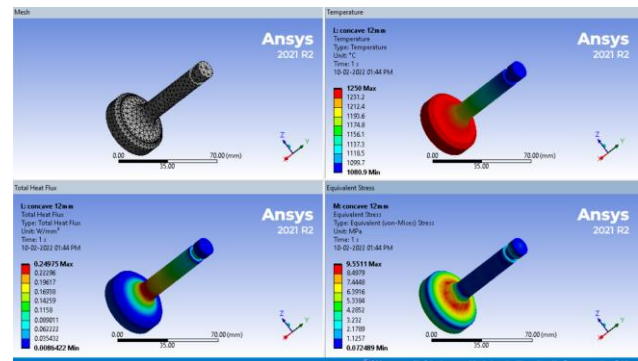 Mesh
Ansys
2021 R2
0.00
70.00 (mm)
35.00
Z
Y
Temperature
L: concave 12mm
Temperature
Type: Temperature
Unit: °C
Time: 1 s
10-02-2022 01:44 PM
1250 Max
1231.2
1212.4
1193.6
1174.8
1156.1
1137.3
1118.5
1099.7
1080.9 Min
Ansys
2021 R2
0.00
70.00 (mm)
35.00
Z
Y
Total Heat Flux
L: concave 12mm
Total Heat Flux
Type: Total Heat Flux
Unit: W/mm²
Time: 1 s
10-02-2022 01:44 PM
0.24975 Max
0.22296
0.19617
0.16938
0.14259
0.1158
0.089011
0.062222
0.035432
0.0086422 Min
Ansys
2021 R2
0.00
70.00 (mm)
35.00
Z
Y
Equivalent Stress
M: concave 12mm
Equivalent Stress
Type: Equivalent (von-Mises) Stress
Unit: MPa
Time: 1 s
10-02-2022 01:44 PM
9.5511 Max
8.4979
7.4448
6.3916
5.3384
4.2852
3.232
2.1789
1.1257
0.072489 Min
Ansys
2021 R2
0.00
70.00 (mm)
35.00
Z
Y